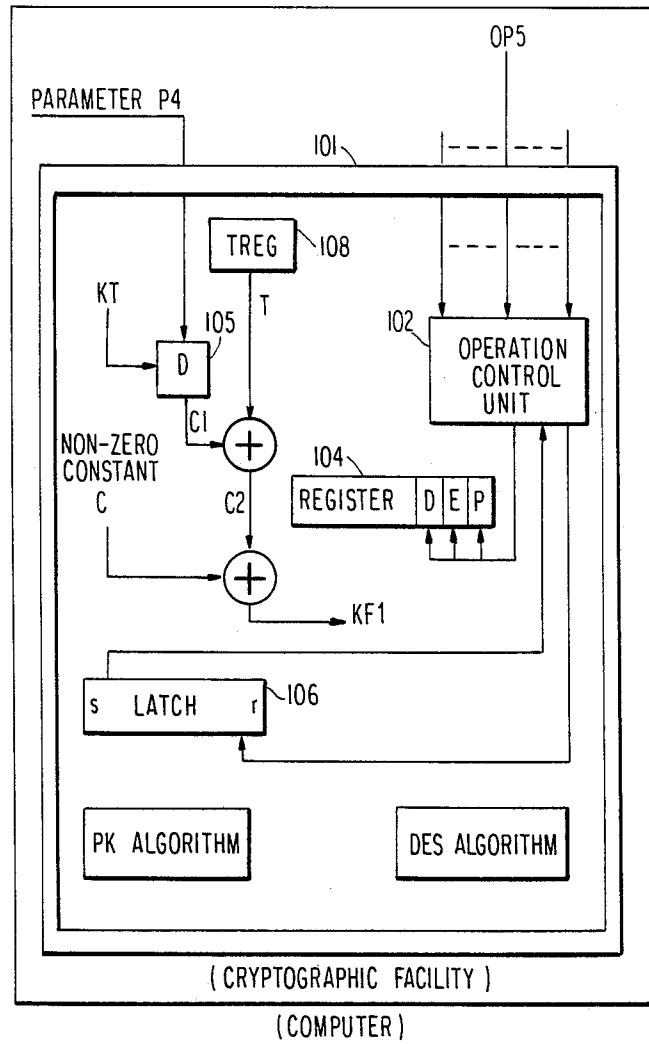 OP5
PARAMETER P4
101
TREG
108
KT
105
T
102
D
OPERATION
CONTROL
UNIT
C1
NON-ZERO
CONSTANT
104
C
C2
REGISTER D E P
KF1
s LATCH r
106
PK ALGORITHM
DES ALGORITHM
(CRYPTOGRAPHIC FACILITY)
(COMPUTER)